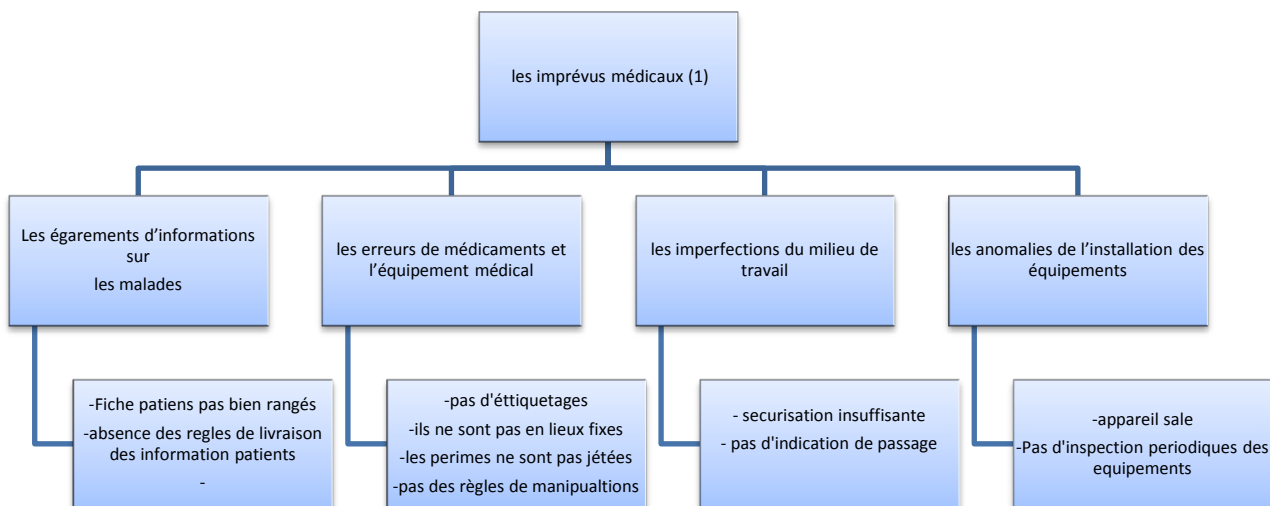 les imprévus médicaux (1)
Les égarements d’informations
sur
les malades
les erreurs de médicaments et
l’équipement médical
les imperfections du milieu de
travail
les anomalies de l’installation des
équipements
-Fiche patiens pas bien rangés
-absence des regles de livraison
des information patients
-
-pas d'éttiquetages
-ils ne sont pas en lieux fixes
-les perimes ne sont pas jétées
-pas des règles de manipualtions
- securisation insuffisante
- pas d'indication de passage
-appareil sale
-Pas d'inspection periodiques des
equipements